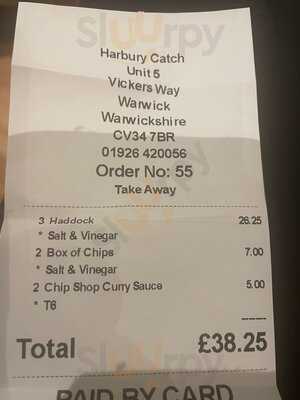 Sluurpy
Harbury Catch
Unit 5
Vickers Way
Warwick
Warwickshire
CV34 7BR
01926 420056
Order No: 55
Take Away
3 Haddock 26.25
* Salt & Vinegar
2 Box of Chips 7.00
* Salt & Vinegar
2 Chip Shop Curry Sauce 5.00
* T6
Total £38.25
Sluurpy
PAID BY CARD